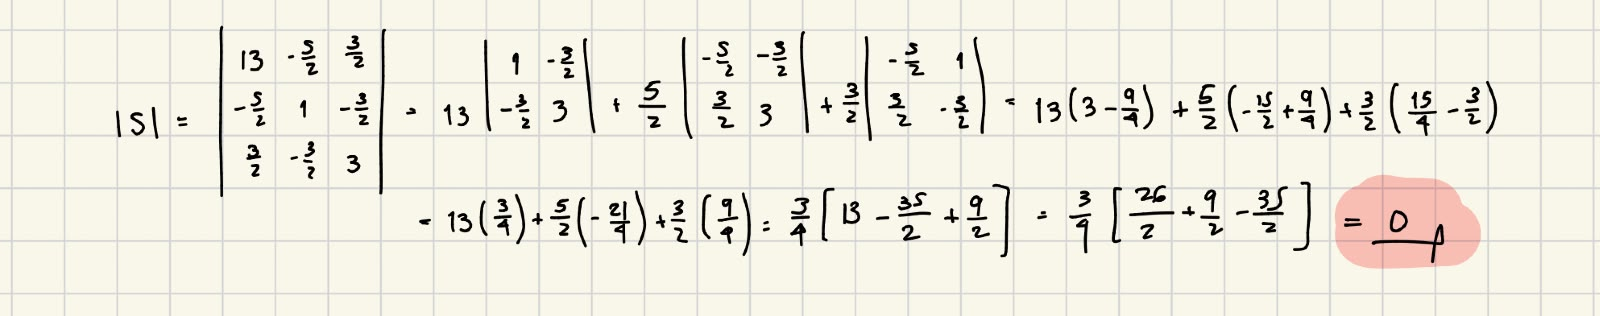 |S| = | 13 -5/2 3/2 ; -5/2 1 -3/2 ; 3/2 -3/2 3 | = 13 | 1 -3/2 ; -3/2 3 | + 5/2 | -5/2 -3/2 ; 3/2 3 | + 3/2 | -5/2 1 ; 3/2 -3/2 | = 13(3 - 9/4) + 5/2(-15/2 + 9/4) + 3/2(15/4 - 3/2)
= 13(3/4) + 5/2(-21/4) + 3/2(9/4) = 3/4[13 - 35/2 + 9/2] = 3/4[26/2 + 9/2 - 35/2] = 0